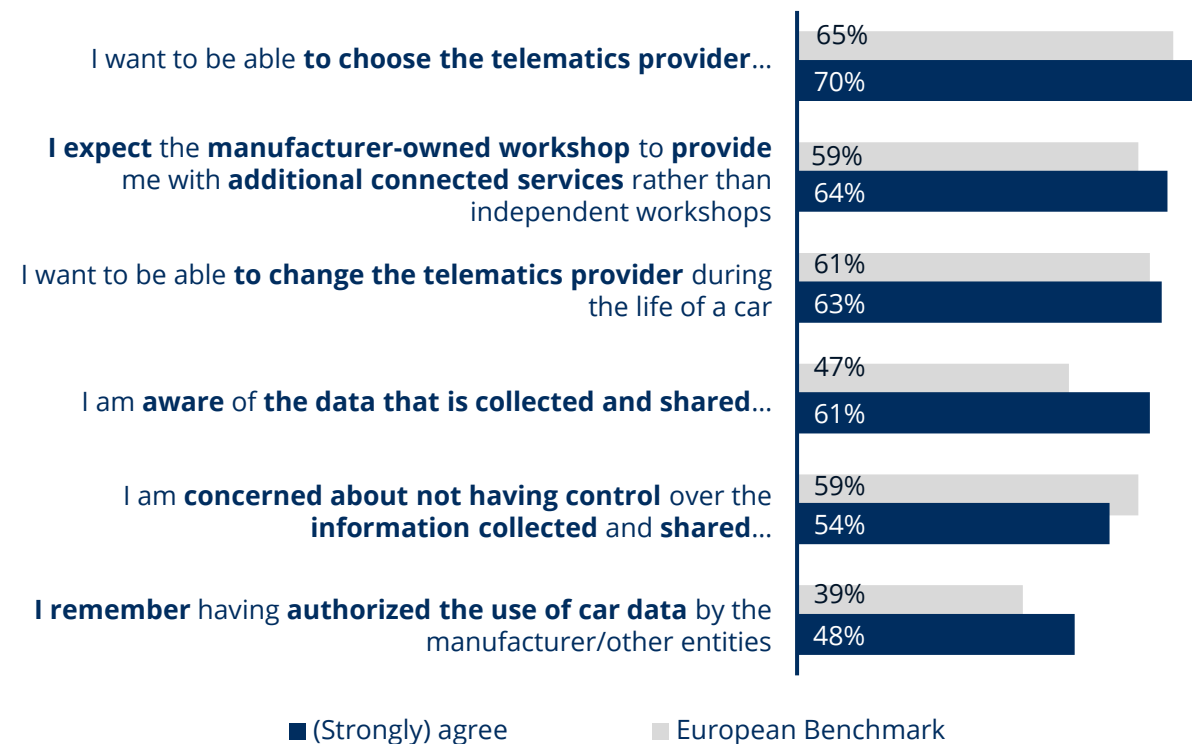 I want to be able to choose the telematics provider…
65%
70%
I expect the manufacturer-owned workshop to provide
me with additional connected services rather than
independent workshops
59%
64%
I want to be able to change the telematics provider during
the life of a car
61%
63%
I am aware of the data that is collected and shared…
47%
61%
I am concerned about not having control over the
information collected and shared…
59%
54%
I remember having authorized the use of car data by the
manufacturer/other entities
39%
48%
(Strongly) agree
European Benchmark